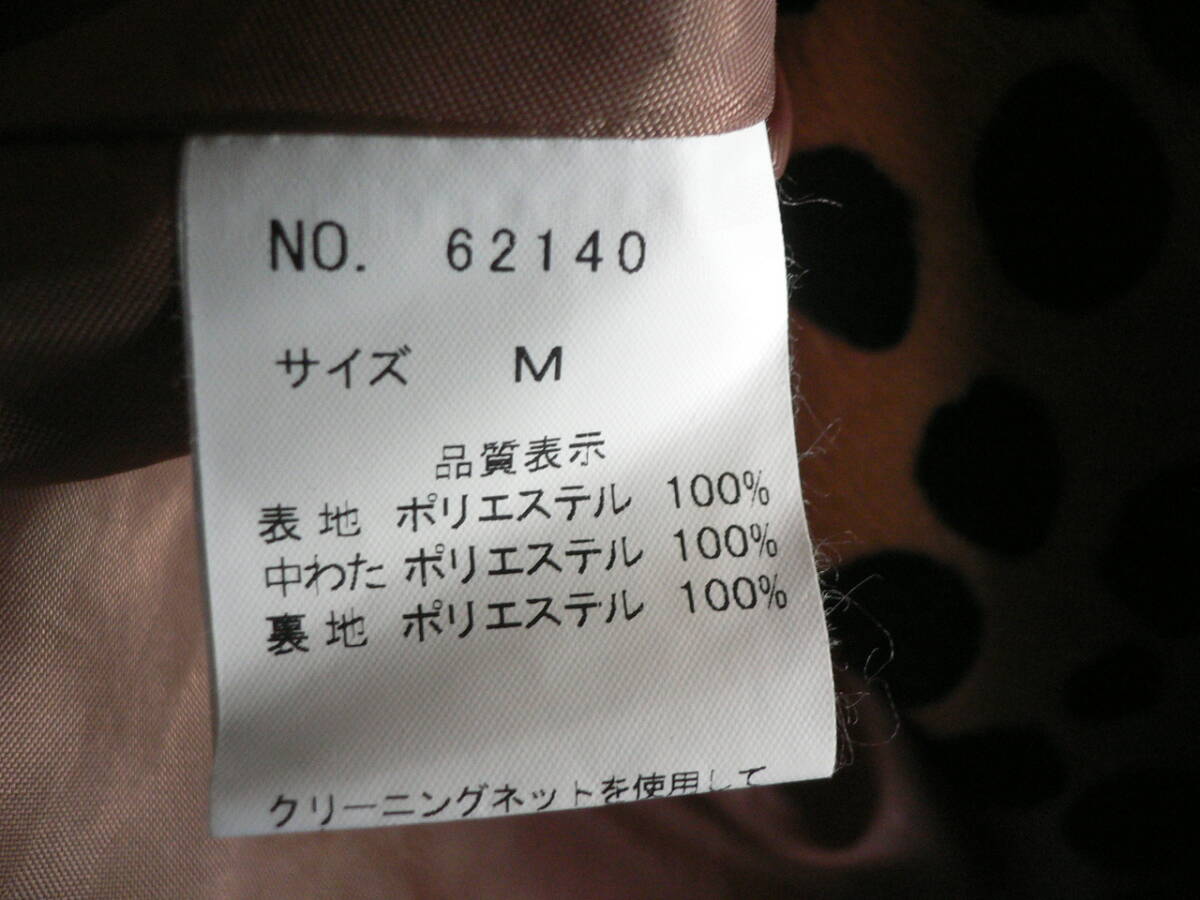 NO. 62140
サイズ M
品質表示
表地 ポリエステル 100%
中わた ポリエステル 100%
裏地 ポリエステル 100%
クリーニングネットを使用して